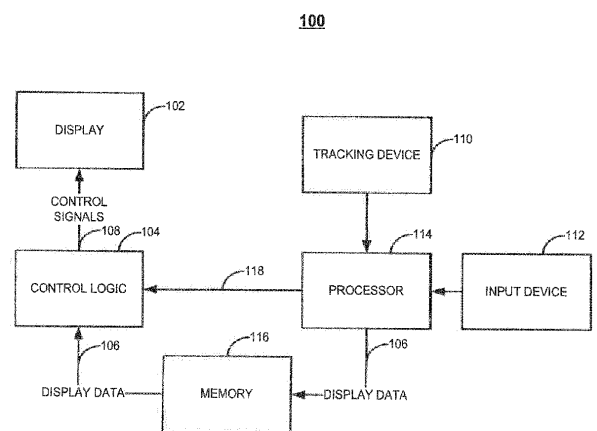 100
DISPLAY
102
TRACKING DEVICE
110
CONTROL
SIGNALS
108
104
CONTROL LOGIC
118
114
PROCESSOR
112
INPUT DEVICE
106
116
106
DISPLAY DATA
MEMORY
DISPLAY DATA